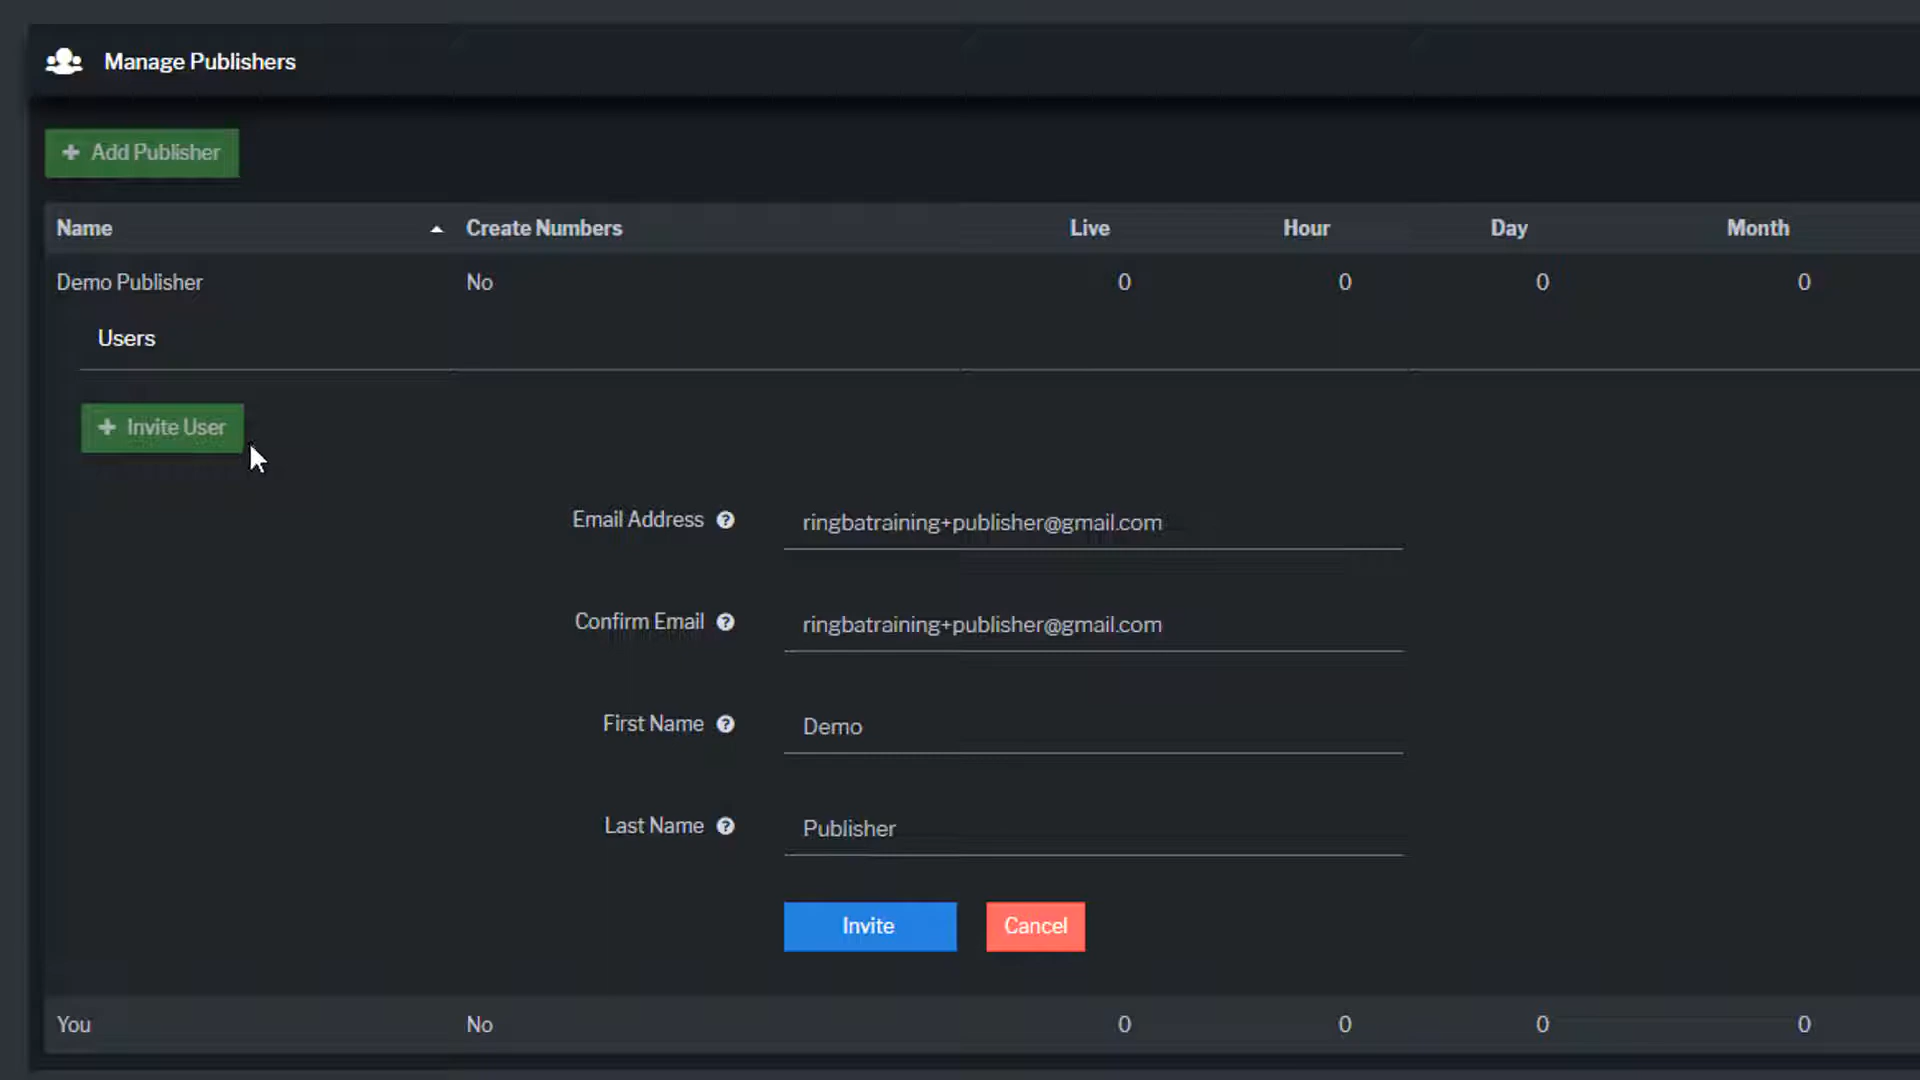 Manage Publishers
+ Add Publisher
Name Create Numbers Live Hour Day Month
Demo Publisher No 0 0 0 0
Users
+ Invite User
Email Address ? ringbatraining+publisher@gmail.com
Confirm Email ? ringbatraining+publisher@gmail.com
First Name ? Demo
Last Name ? Publisher
Invite Cancel
You No 0 0 0 0